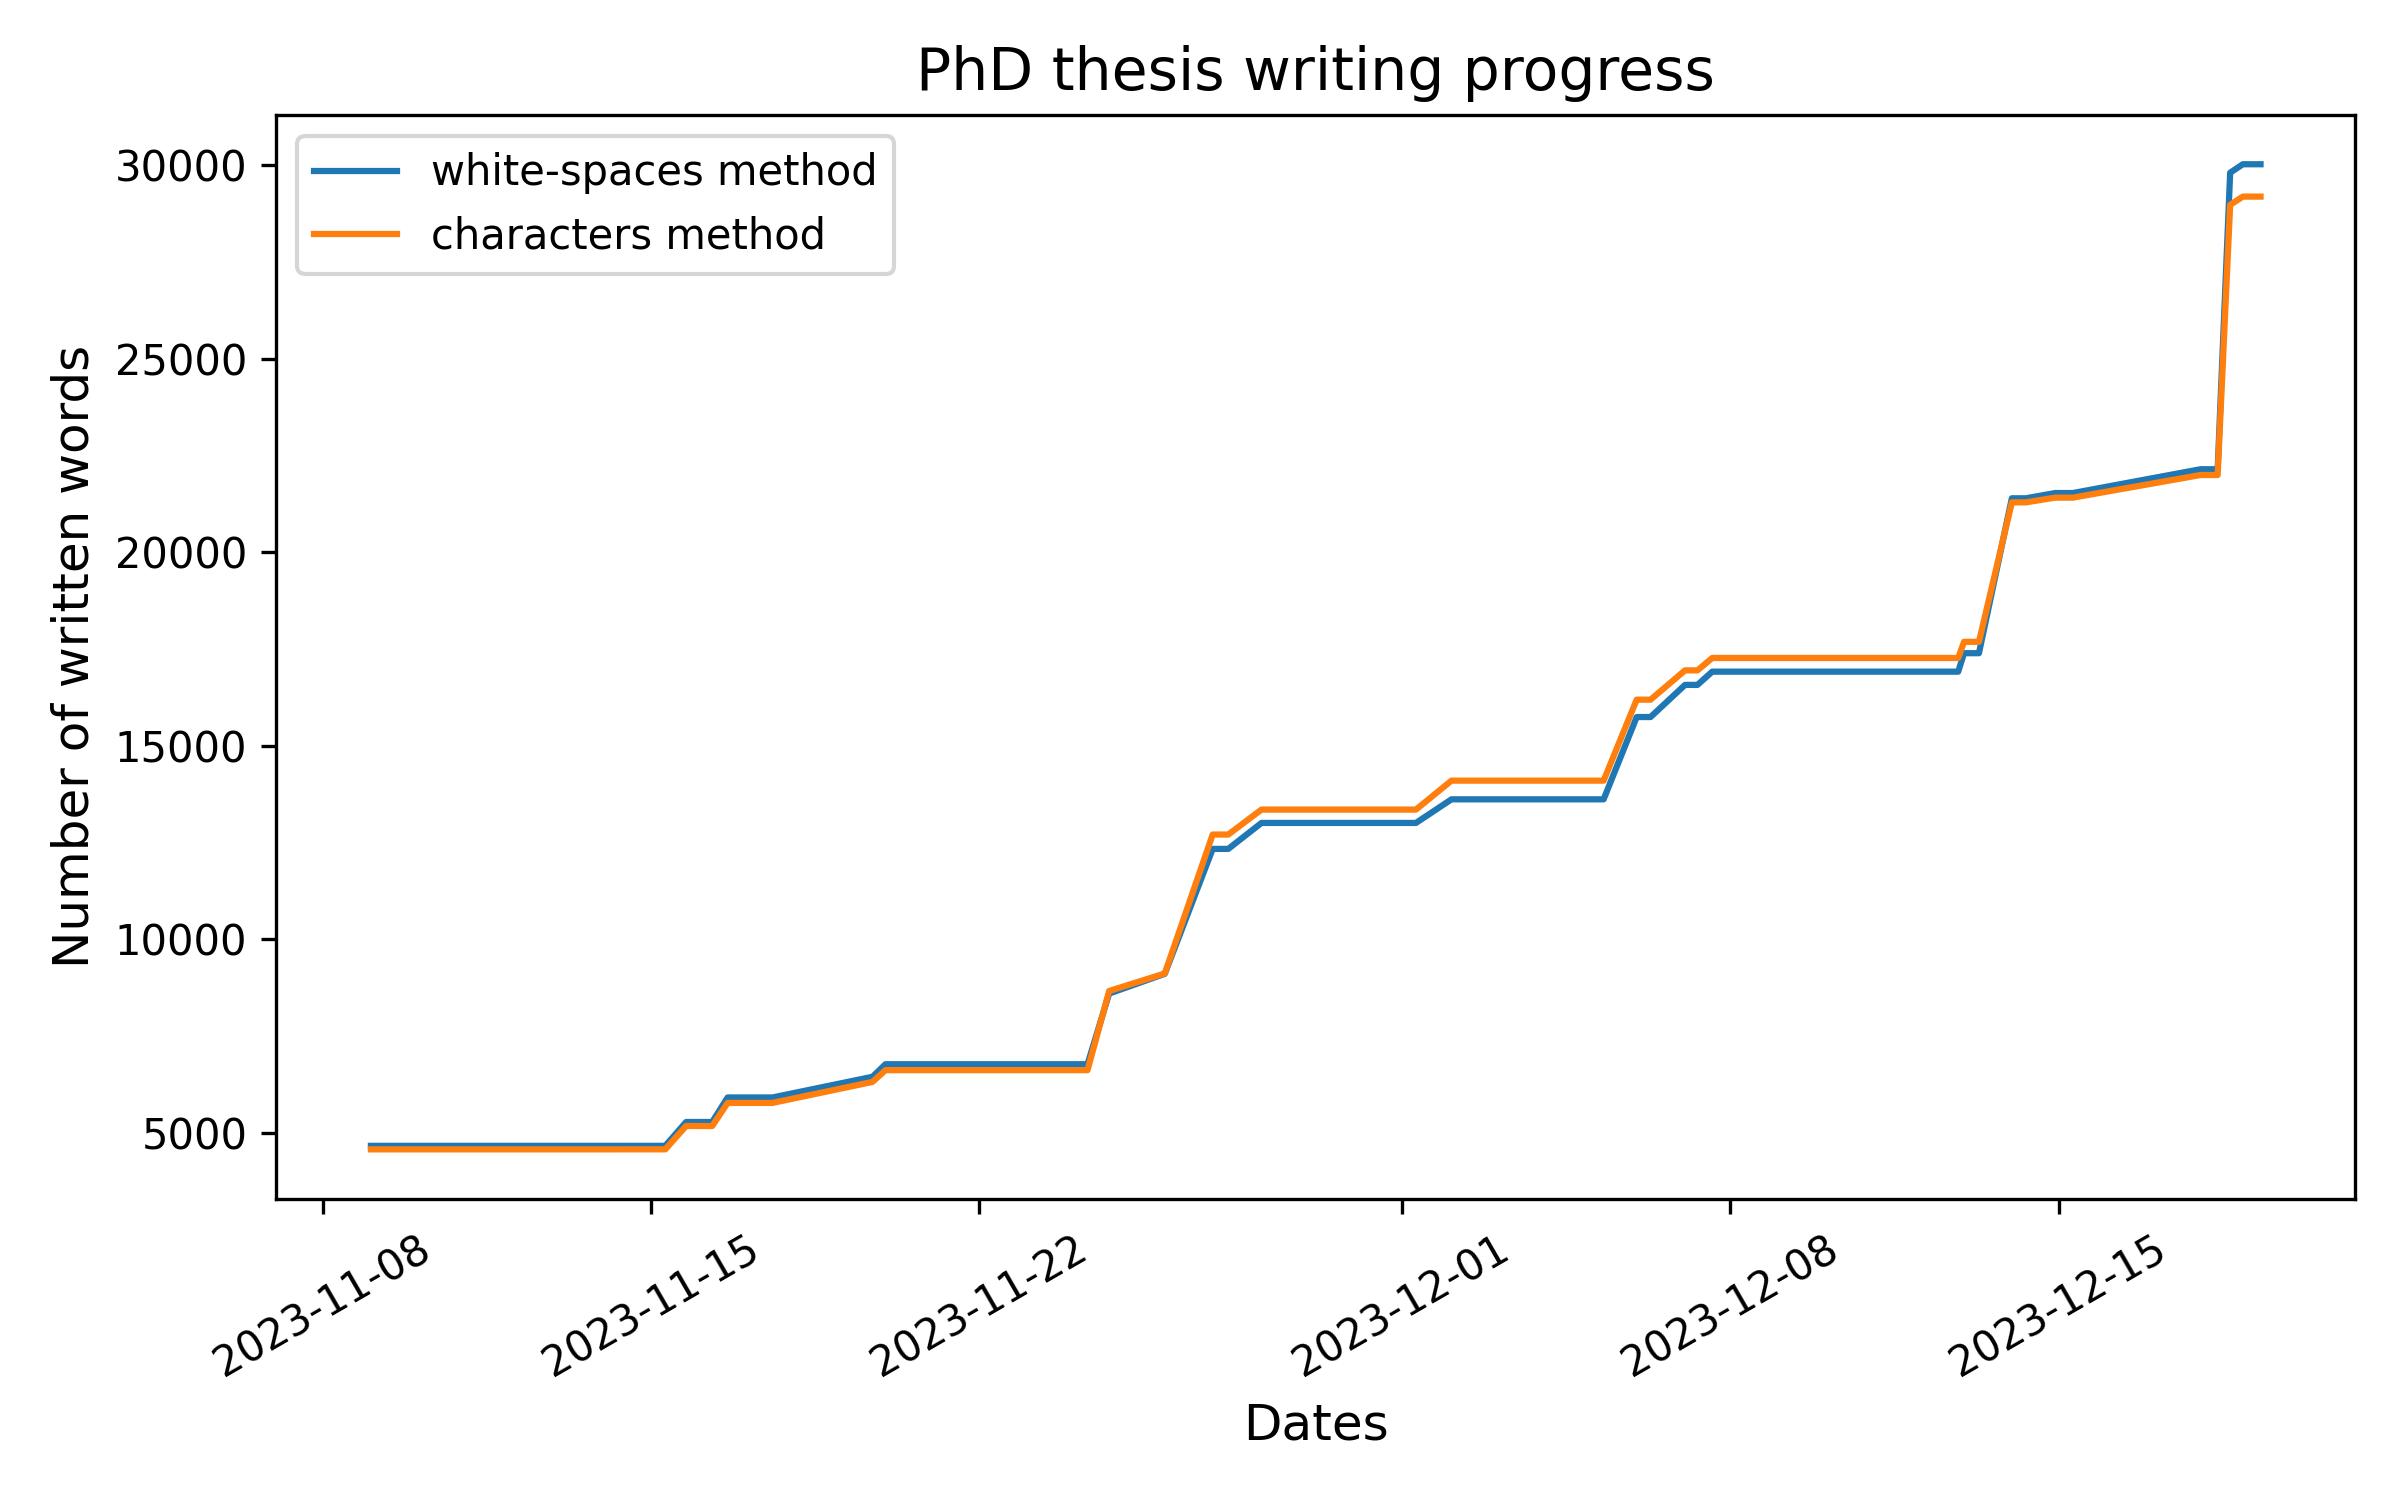 PhD thesis writing progress
white-spaces method
characters method
30000
25000
20000
15000
10000
5000
Number of written words
2023-11-08
2023-11-15
2023-11-22
2023-12-01
2023-12-08
2023-12-15
Dates